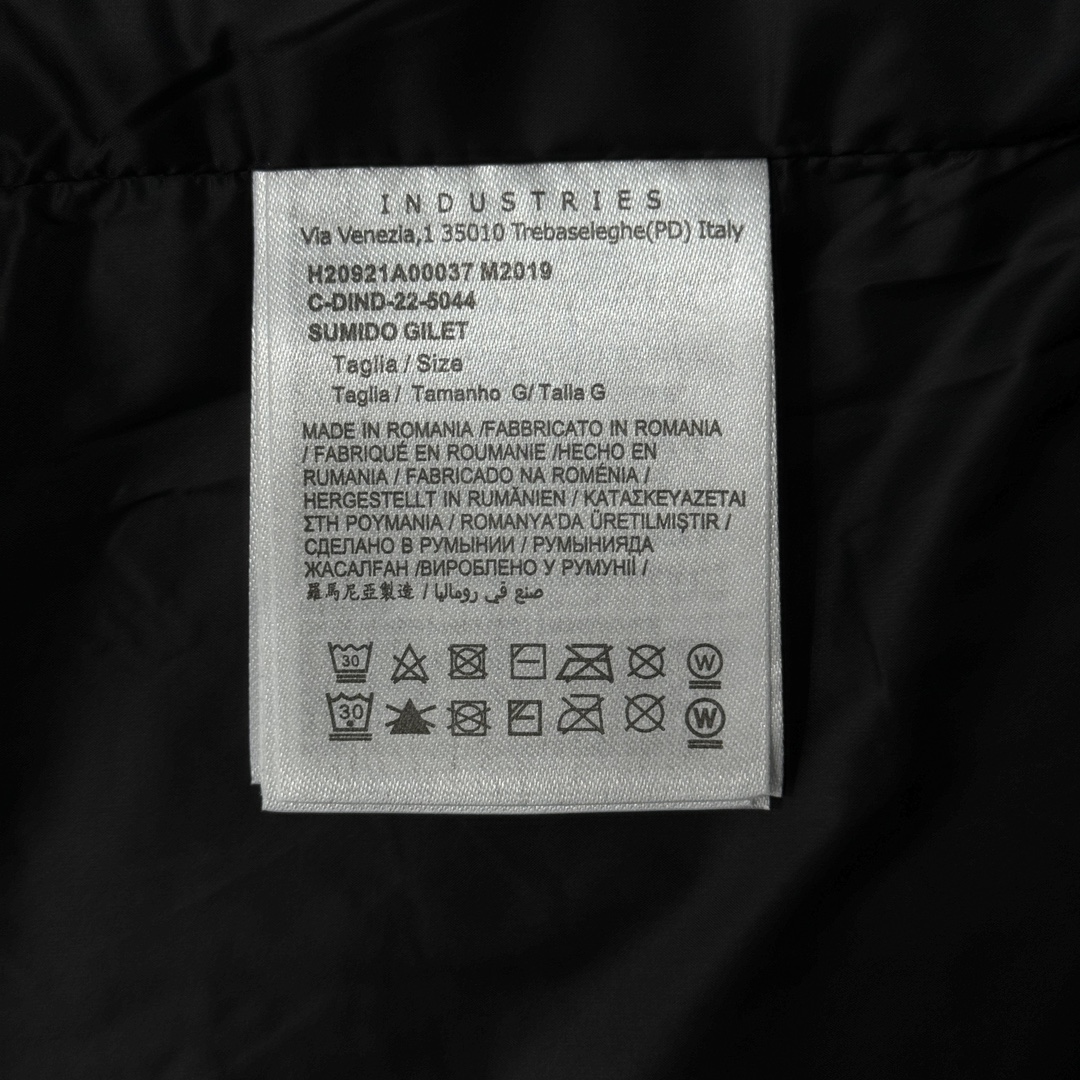 INDUSTRIES
Via Venezia,1 35010 Trebaseleghe(PD) Italy
H20921A00037 M2019
C-DIND-22-5044
SUMIDO GILET
Taglia / Size
Taglia / Tamanho G/ Talla G
MADE IN ROMANIA /FABBRICATO IN ROMANIA
/ FABRIQUÉ EN ROUMANIE /HECHO EN
RUMANIA / FABRICADO NA ROMÉNIA /
HERGESTELLT IN RUMÄNIEN / ΚΑΤΑΣΚΕΥΑΖΕΤΑΙ
ΣΤΗ ΡΟΥΜΑΝΙΑ / ROMANYA'DA ÜRETILMIŞTIR /
СДЕЛАНО В РУМЫНИИ / РУМЫНИЯДА
ЖАСАЛҒАН /ВИРОБЛЕНО У РУМУНІЇ /
羅馬尼亞製造 / صنع في روماليا
30 W
30 W